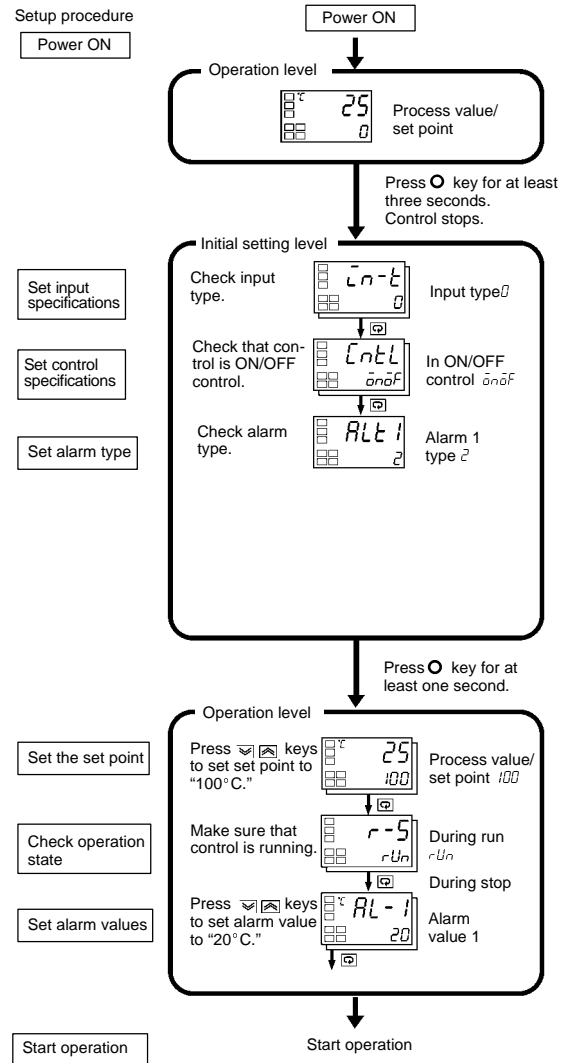 Setup procedure
Power ON
Power ON
Operation level
℃ 25
0
Process value/
set point
Press O key for at least
three seconds.
Control stops.
Initial setting level
Set input
specifications
Check input
type.
in-t
0
Input type 0
Set control
specifications
Check that con-
trol is ON/OFF
control.
CntL
onoF
In ON/OFF
control onoF
Set alarm type
Check alarm
type.
ALt1
2
Alarm 1
type 2
Press O key for at
least one second.
Operation level
Set the set point
Press keys
to set set point to
“100°C.”
℃ 25
100
Process value/
set point 100
Check operation
state
Make sure that
control is running.
r-S
rUn
During run
rUn
During stop
Set alarm values
Press keys
to set alarm value
to “20°C.”
℃ AL-1
20
Alarm
value 1
Start operation
Start operation